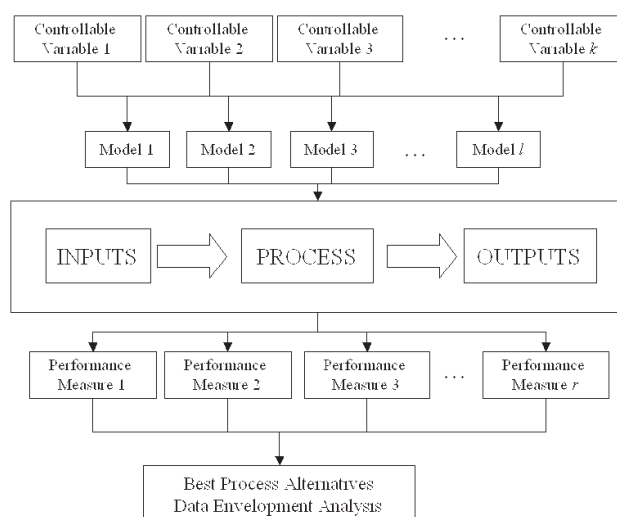 Controllable
Variable 1
Controllable
Variable 2
Controllable
Variable 3
...
Controllable
Variable k
Model 1
Model 2
Model 3
...
Model l
INPUTS
PROCESS
OUTPUTS
Performance
Measure 1
Performance
Measure 2
Performance
Measure 3
...
Performance
Measure r
Best Process Alternatives
Data Envelopment Analysis